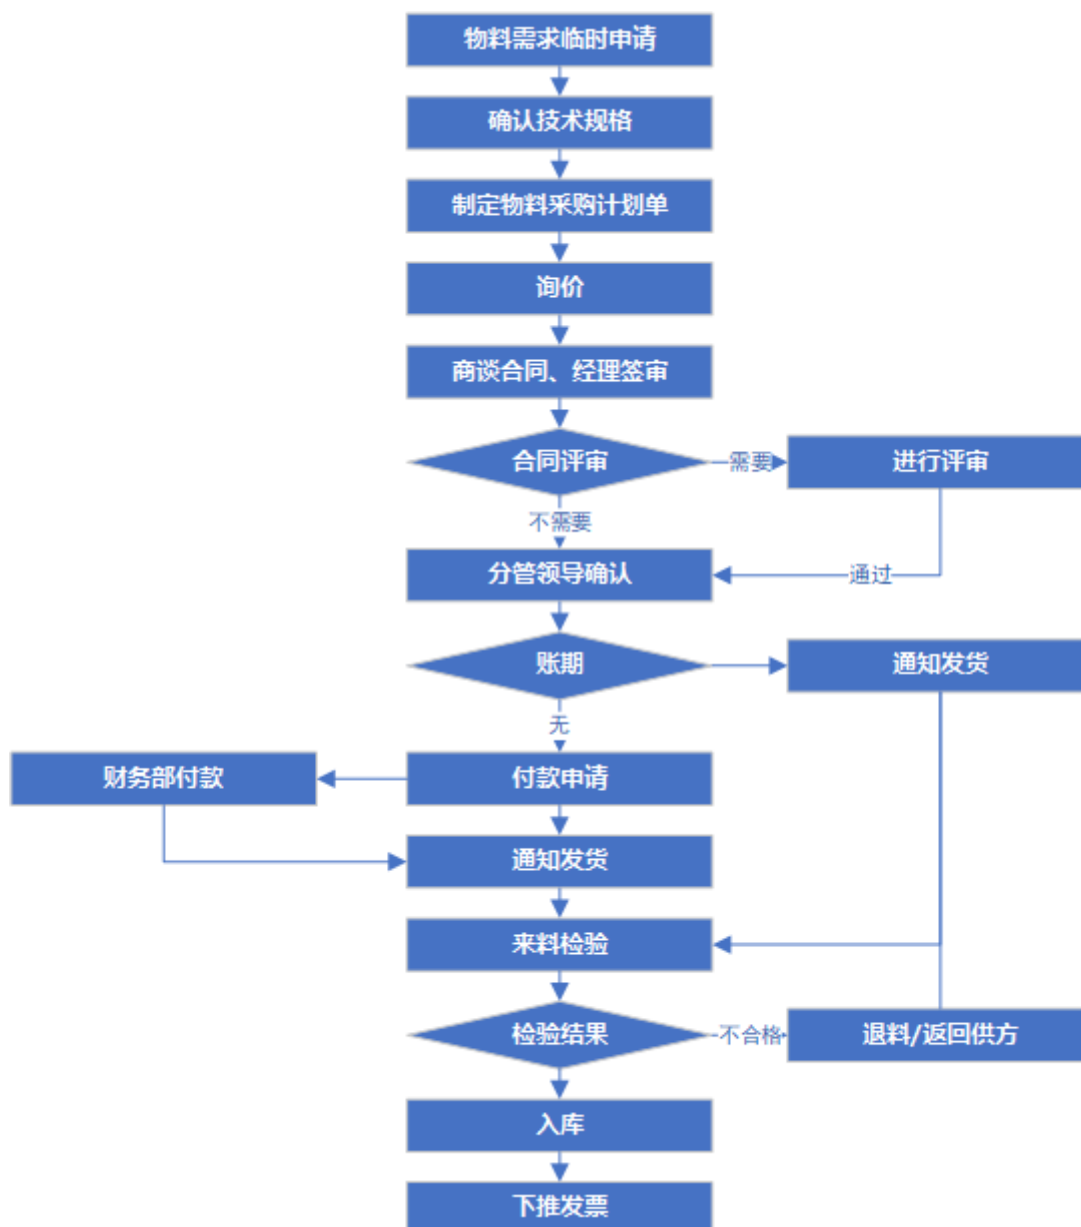 物料需求临时申请
确认技术规格
制定物料采购计划单
询价
商谈合同、经理签审
合同评审
需要
进行评审
不需要
分管领导确认
通过
账期
通知发货
无
财务部付款
付款申请
通知发货
来料检验
检验结果
不合格
退料/返回供方
入库
下推发票